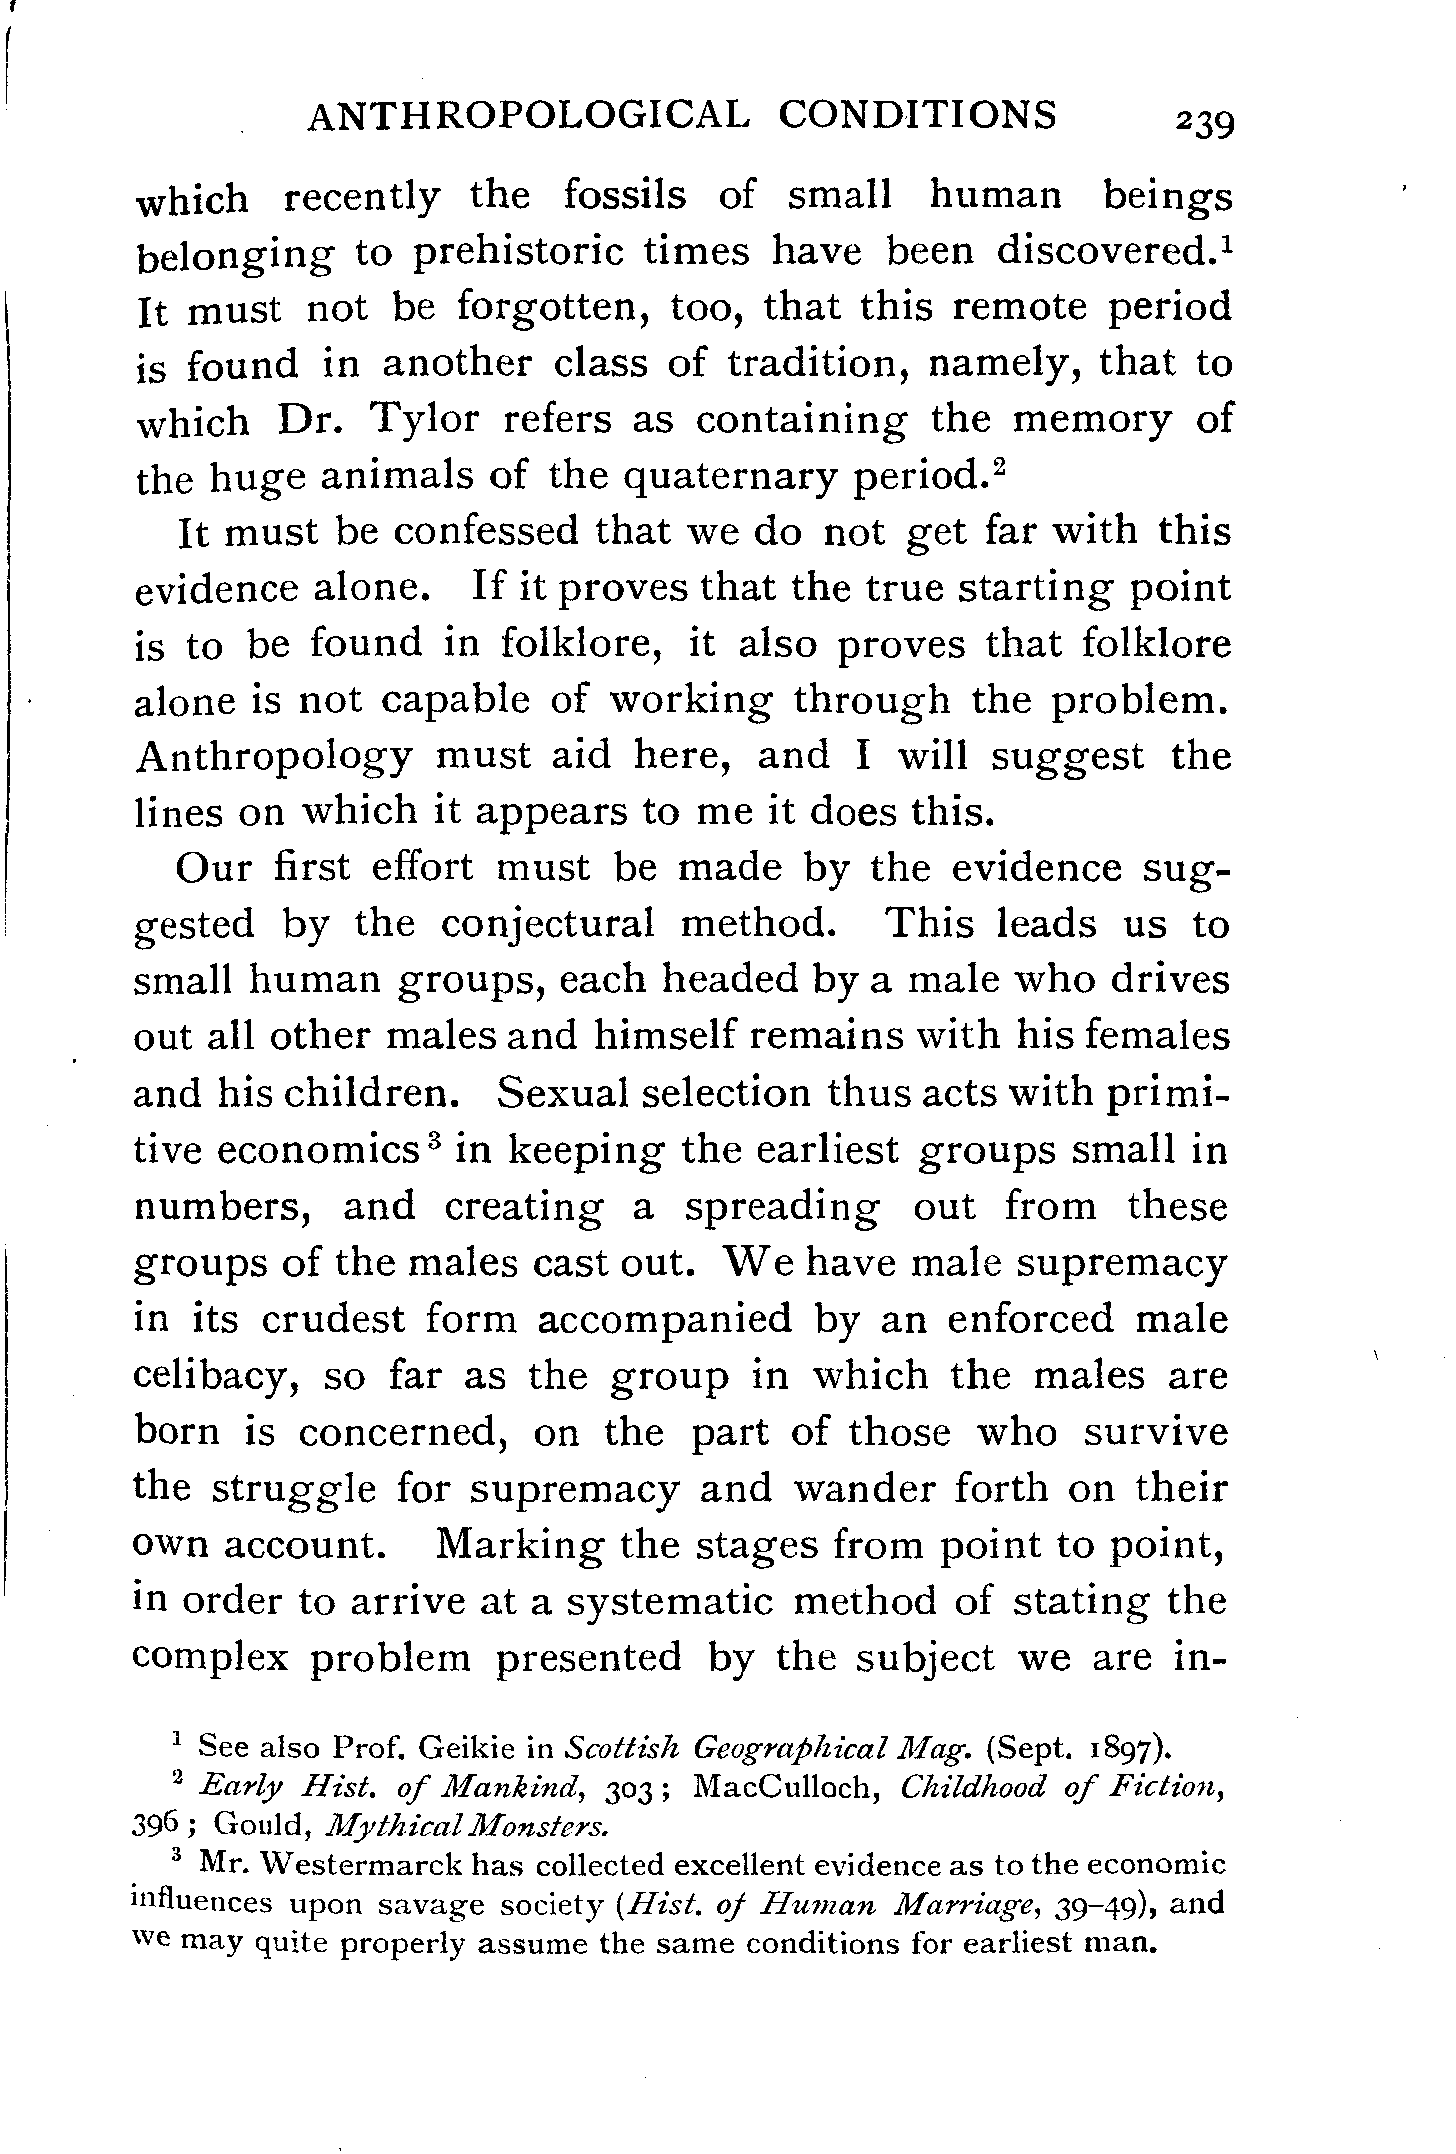 ANTHROPOLOGICAL CONDITIONS 239
which recently the fossils of small human beings
belonging to prehistoric times have been discovered.¹
It must not be forgotten, too, that this remote period
is found in another class of tradition, namely, that to
which Dr. Tylor refers as containing the memory of
the huge animals of the quaternary period.²
It must be confessed that we do not get far with this
evidence alone. If it proves that the true starting point
is to be found in folklore, it also proves that folklore
alone is not capable of working through the problem.
Anthropology must aid here, and I will suggest the
lines on which it appears to me it does this.
Our first effort must be made by the evidence sug-
gested by the conjectural method. This leads us to
small human groups, each headed by a male who drives
out all other males and himself remains with his females
and his children. Sexual selection thus acts with primi-
tive economics³ in keeping the earliest groups small in
numbers, and creating a spreading out from these
groups of the males cast out. We have male supremacy
in its crudest form accompanied by an enforced male
celibacy, so far as the group in which the males are
born is concerned, on the part of those who survive
the struggle for supremacy and wander forth on their
own account. Marking the stages from point to point,
in order to arrive at a systematic method of stating the
complex problem presented by the subject we are in-
¹ See also Prof. Geikie in Scottish Geographical Mag. (Sept. 1897).
² Early Hist. of Mankind, 303; MacCulloch, Childhood of Fiction,
396; Gould, Mythical Monsters.
³ Mr. Westermarck has collected excellent evidence as to the economic
influences upon savage society (Hist. of Human Marriage, 39–49), and
we may quite properly assume the same conditions for earliest man.